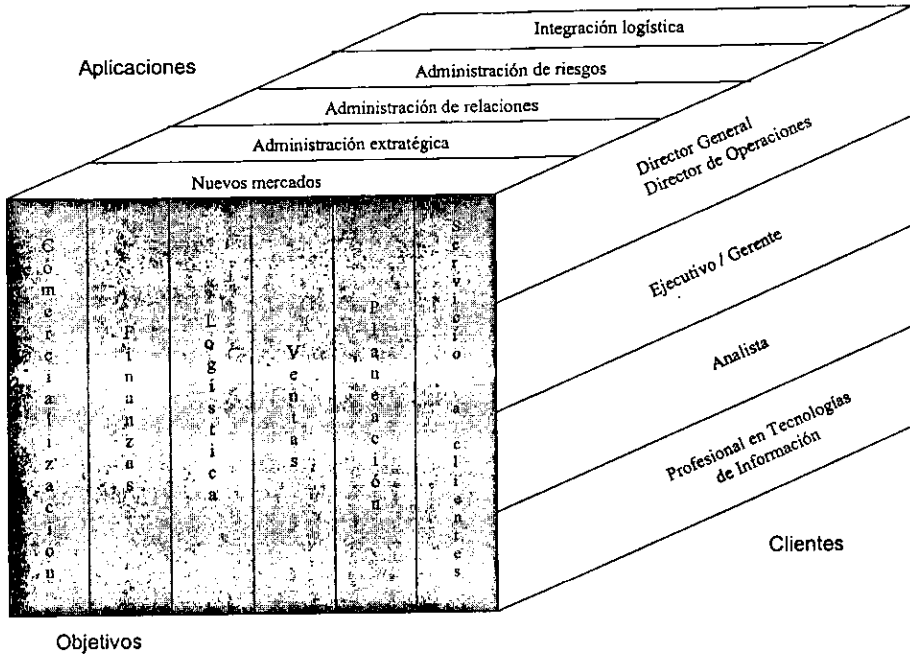 Aplicaciones
Integración logística
Administración de riesgos
Administración de relaciones
Administración extratégica
Nuevos mercados
Comercialización
Finanzas
Logística
Ventas
Planeación
Servicio a clientes
Director General
Director de Operaciones
Ejecutivo / Gerente
Analista
Profesional en Tecnologías
de Información
Clientes
Objetivos